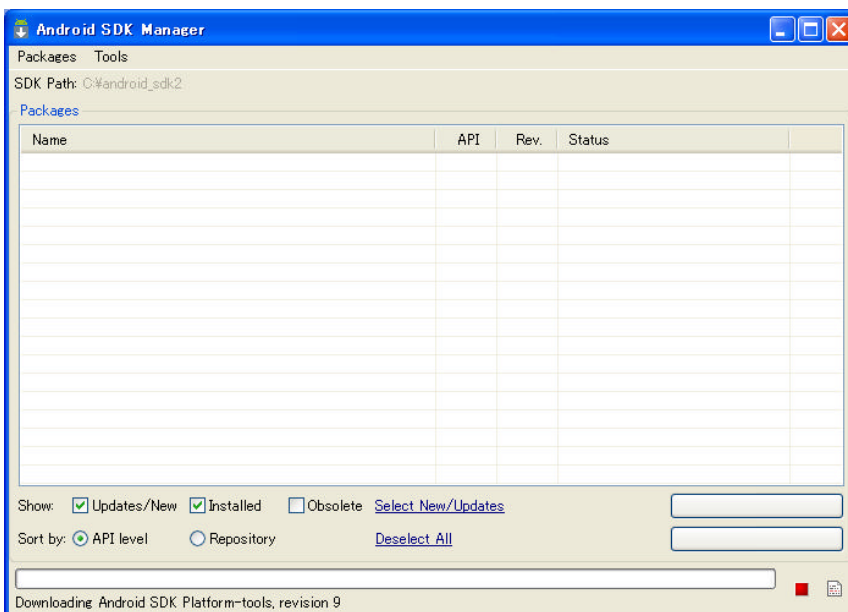 Android SDK Manager
Packages Tools
SDK Path: C:¥android_sdk2
Packages
Name API Rev. Status
Show: Updates/New Installed Obsolete Select New/Updates
Sort by: API level Repository Deselect All
Downloading Android SDK Platform-tools, revision 9